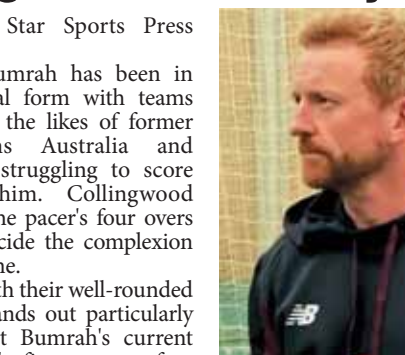 Star Sports Press
umrah has been in
al form with teams
the likes of former
ns Australia and
struggling to score
him. Collingwood
he pacer's four overs
cide the complexion
ne.
th their well-rounded
ands out particularly
t Bumrah's current
NB